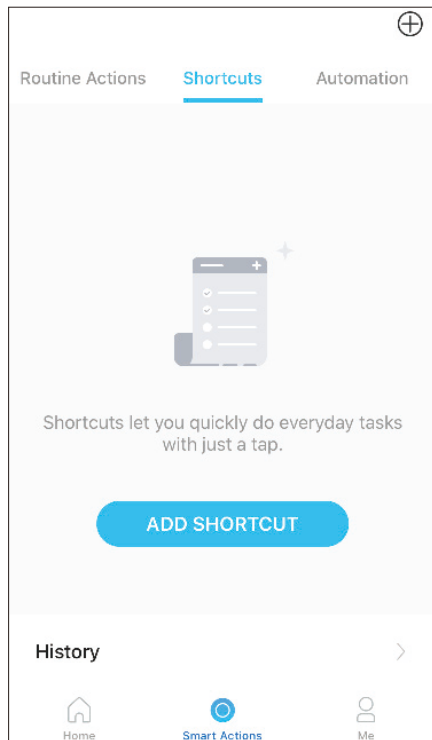 Routine Actions Shortcuts Automation
Shortcuts let you quickly do everyday tasks
with just a tap.
ADD SHORTCUT
History
Home Smart Actions Me